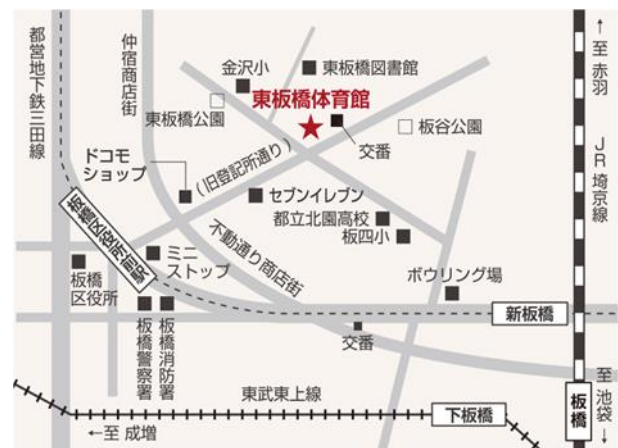 都営地下鉄三田線
仲宿商店街
金沢小
東板橋図書館
東板橋体育館
東板橋公園
交番
板谷公園
↑至 赤羽
JR 埼京線
ドコモ
ショップ
(旧登記所通り)
セブンイレブン
都立北園高校
板四小
不動通り商店街
板橋区役所前駅
ミニ
ストップ
板橋
区役所
ボウリング場
新板橋
板橋警察署
板橋消防署
交番
東武東上線
下板橋
板橋
至 池袋↓
←至 成増